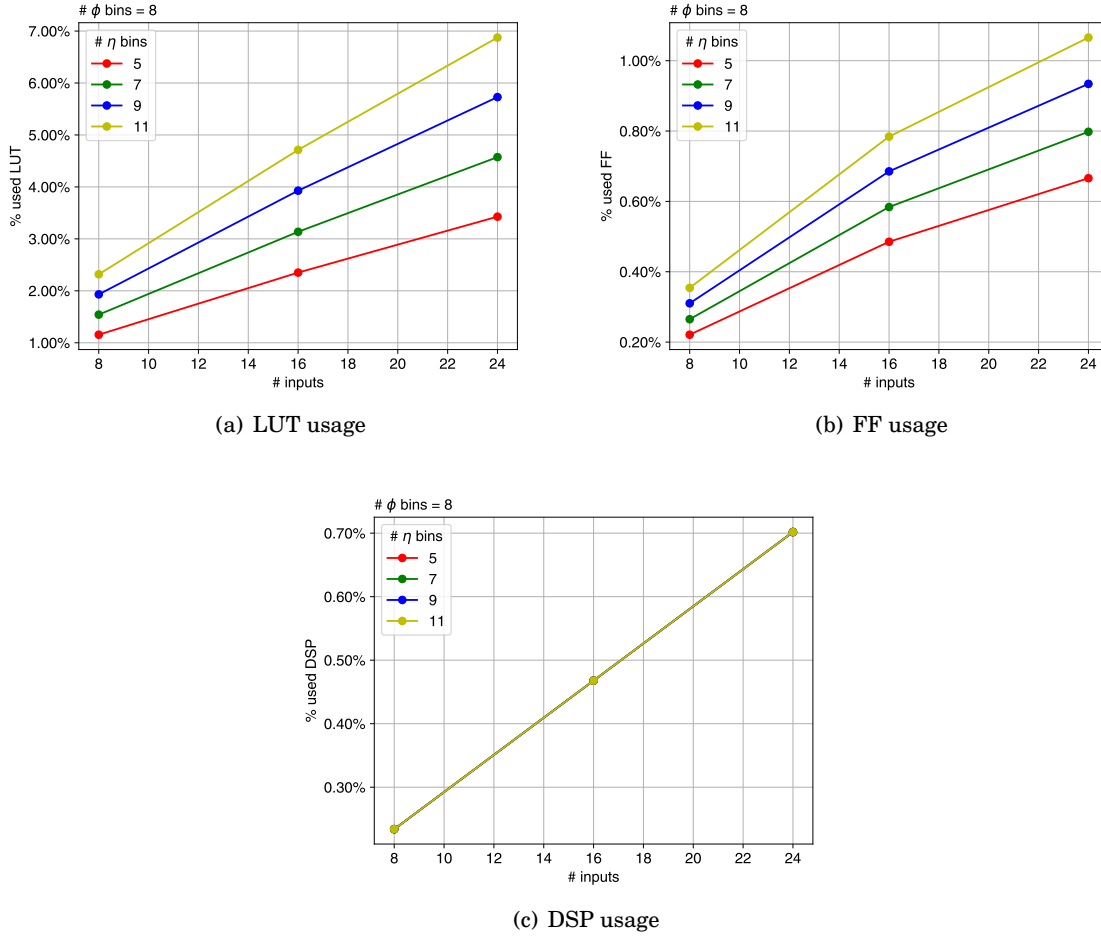 # ϕ bins = 8
# η bins
5
7
9
11
7.00%
6.00%
5.00%
4.00%
3.00%
2.00%
1.00%
% used LUT
8 10 12 14 16 18 20 22 24
# inputs
(a) LUT usage
# ϕ bins = 8
# η bins
5
7
9
11
1.00%
0.80%
0.60%
0.40%
0.20%
% used FF
8 10 12 14 16 18 20 22 24
# inputs
(b) FF usage
# ϕ bins = 8
# η bins
5
7
9
11
0.70%
0.60%
0.50%
0.40%
0.30%
% used DSP
8 10 12 14 16 18 20 22 24
# inputs
(c) DSP usage